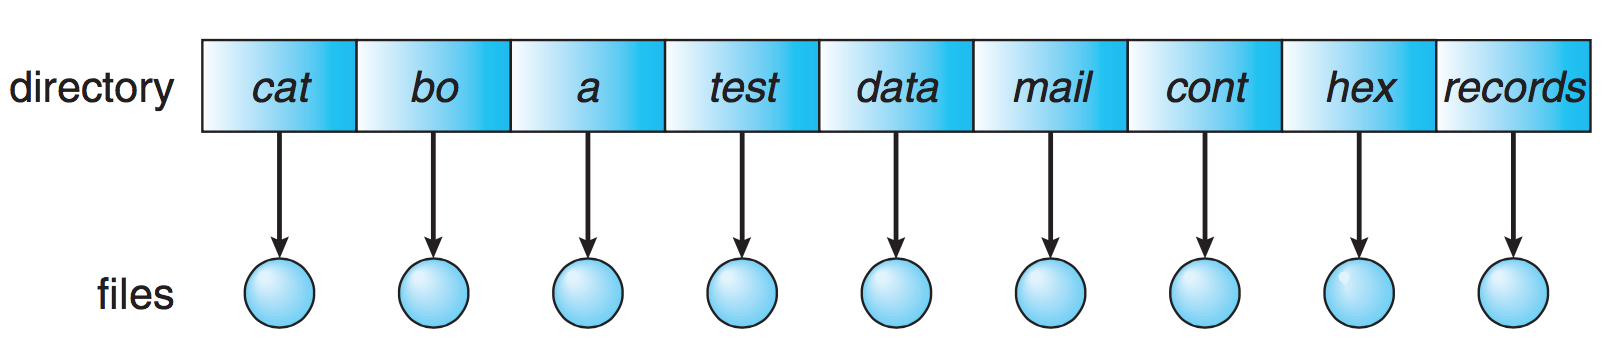 directory cat bo a test data mail cont hex records
files